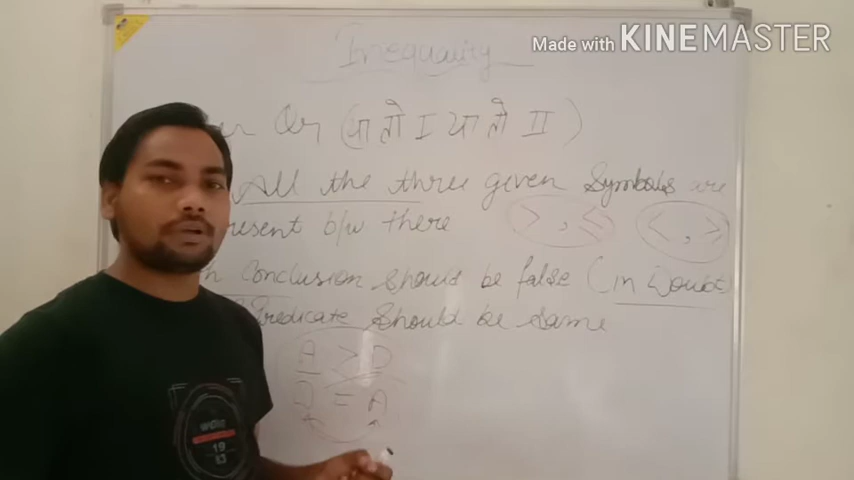 Inequality
Made with KINEMASTER
Or (या तो I या तो II)
All the three given Symbols are
present b/w there > , ≤ < , >
Conclusion should be false (in Doubt
Predicate Should be Same
A > D
D = A
19